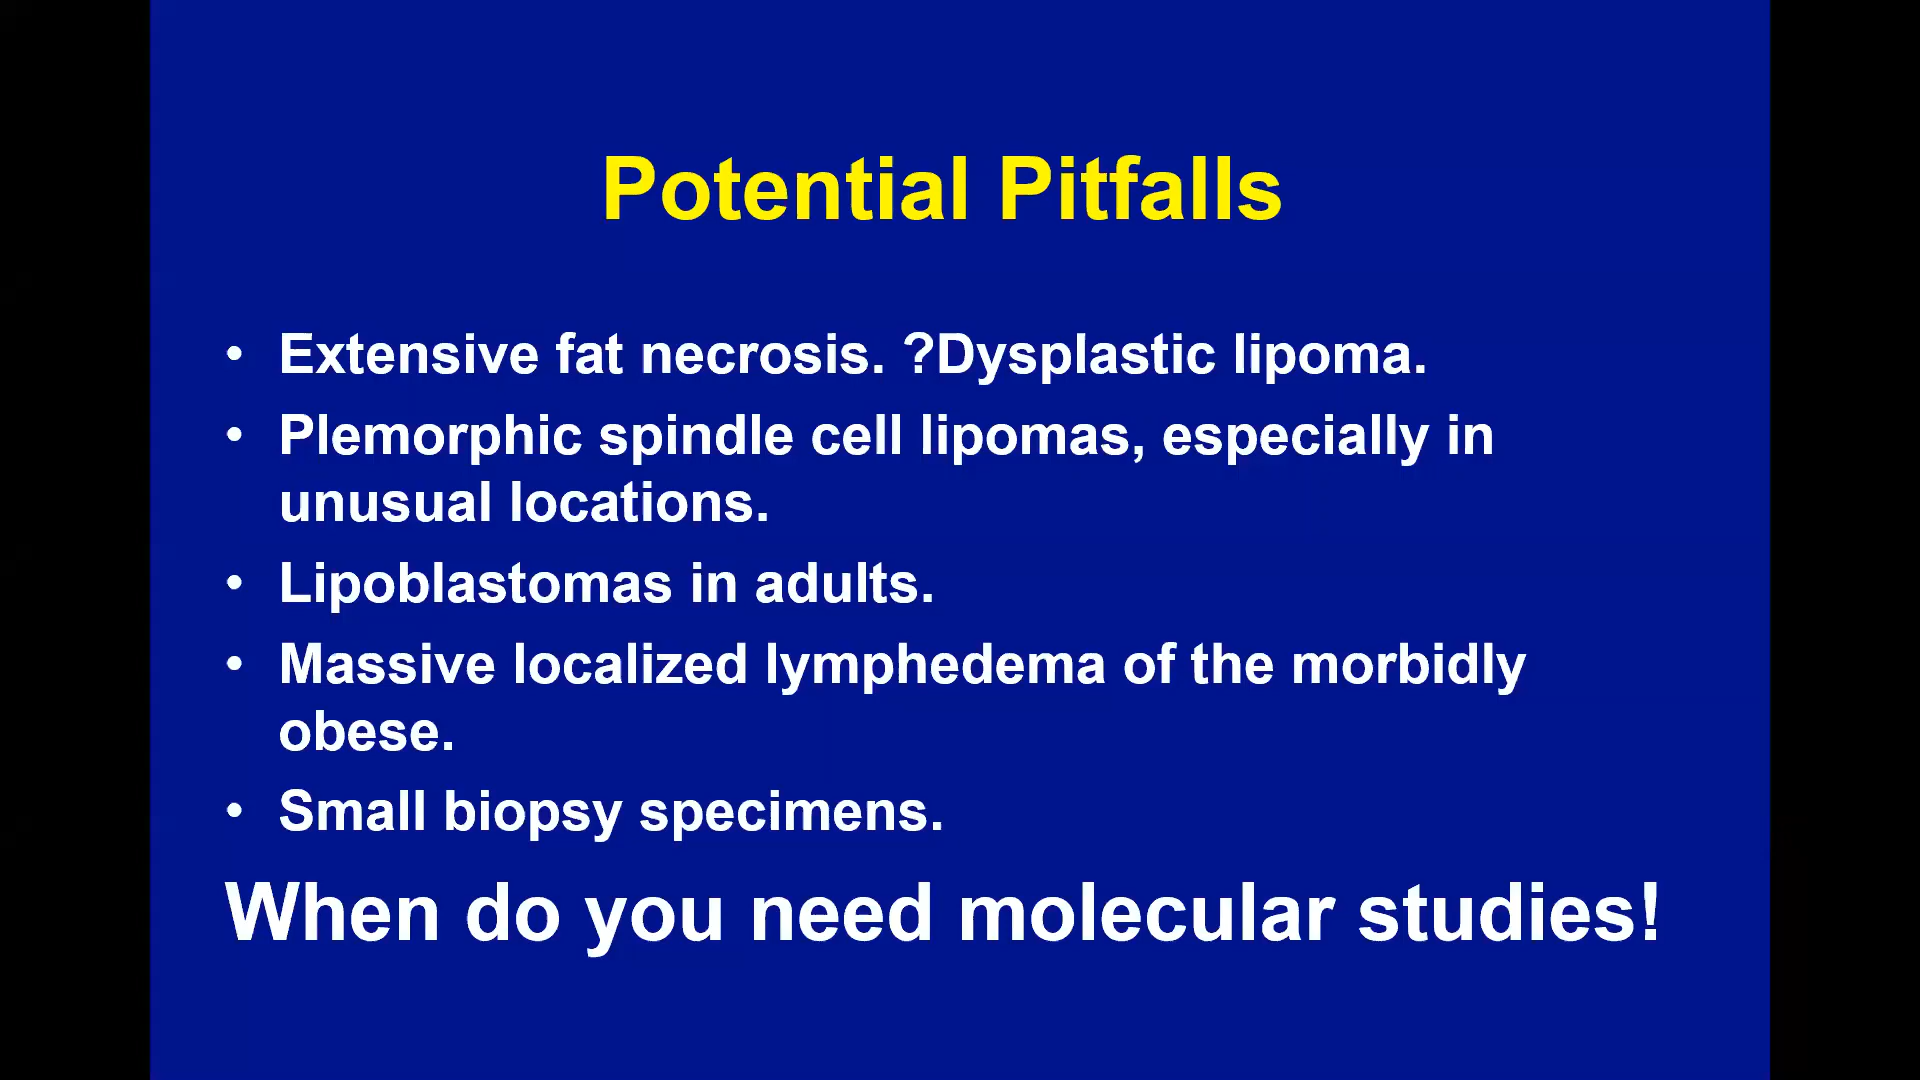 Potential Pitfalls
• Extensive fat necrosis. ?Dysplastic lipoma.
• Plemorphic spindle cell lipomas, especially in
unusual locations.
• Lipoblastomas in adults.
• Massive localized lymphedema of the morbidly
obese.
• Small biopsy specimens.
When do you need molecular studies!